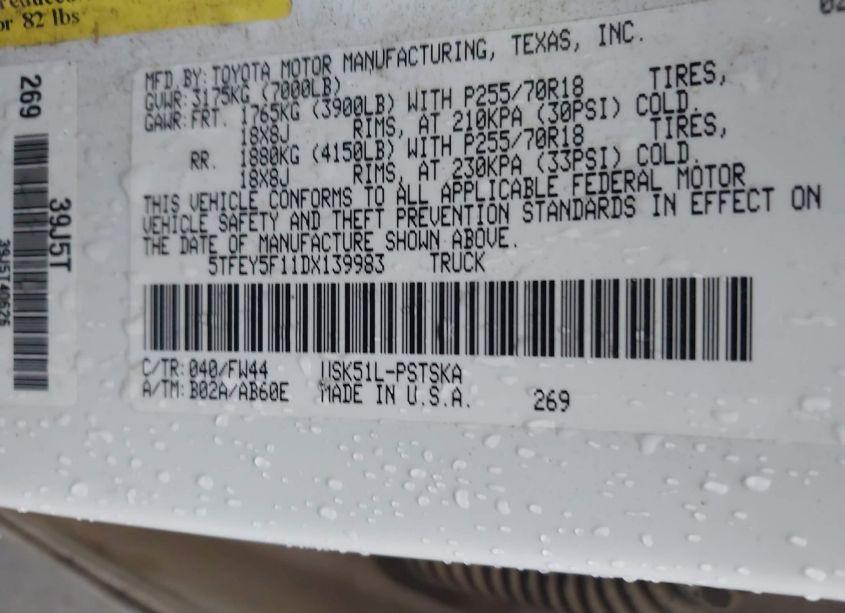 or 82 lbs
269
39J5T
MFD. BY: TOYOTA MOTOR MANUFACTURING, TEXAS, INC.
GVWR: 3175KG (7000LB)
GAWR: FRT. 1765KG (3900LB) WITH P255/70R18 TIRES,
18X8J RIMS, AT 210KPA (30PSI) COLD.
RR. 1880KG (4150LB) WITH P255/70R18 TIRES,
18X8J RIMS, AT 230KPA (33PSI) COLD.
THIS VEHICLE CONFORMS TO ALL APPLICABLE FEDERAL MOTOR
VEHICLE SAFETY AND THEFT PREVENTION STANDARDS IN EFFECT ON
THE DATE OF MANUFACTURE SHOWN ABOVE.
5TFEY5F11DX139983 TRUCK
C/TR: 040/FW44 USK51L-PSTSKA
A/TM: B02A/AB60E MADE IN U.S.A. 269